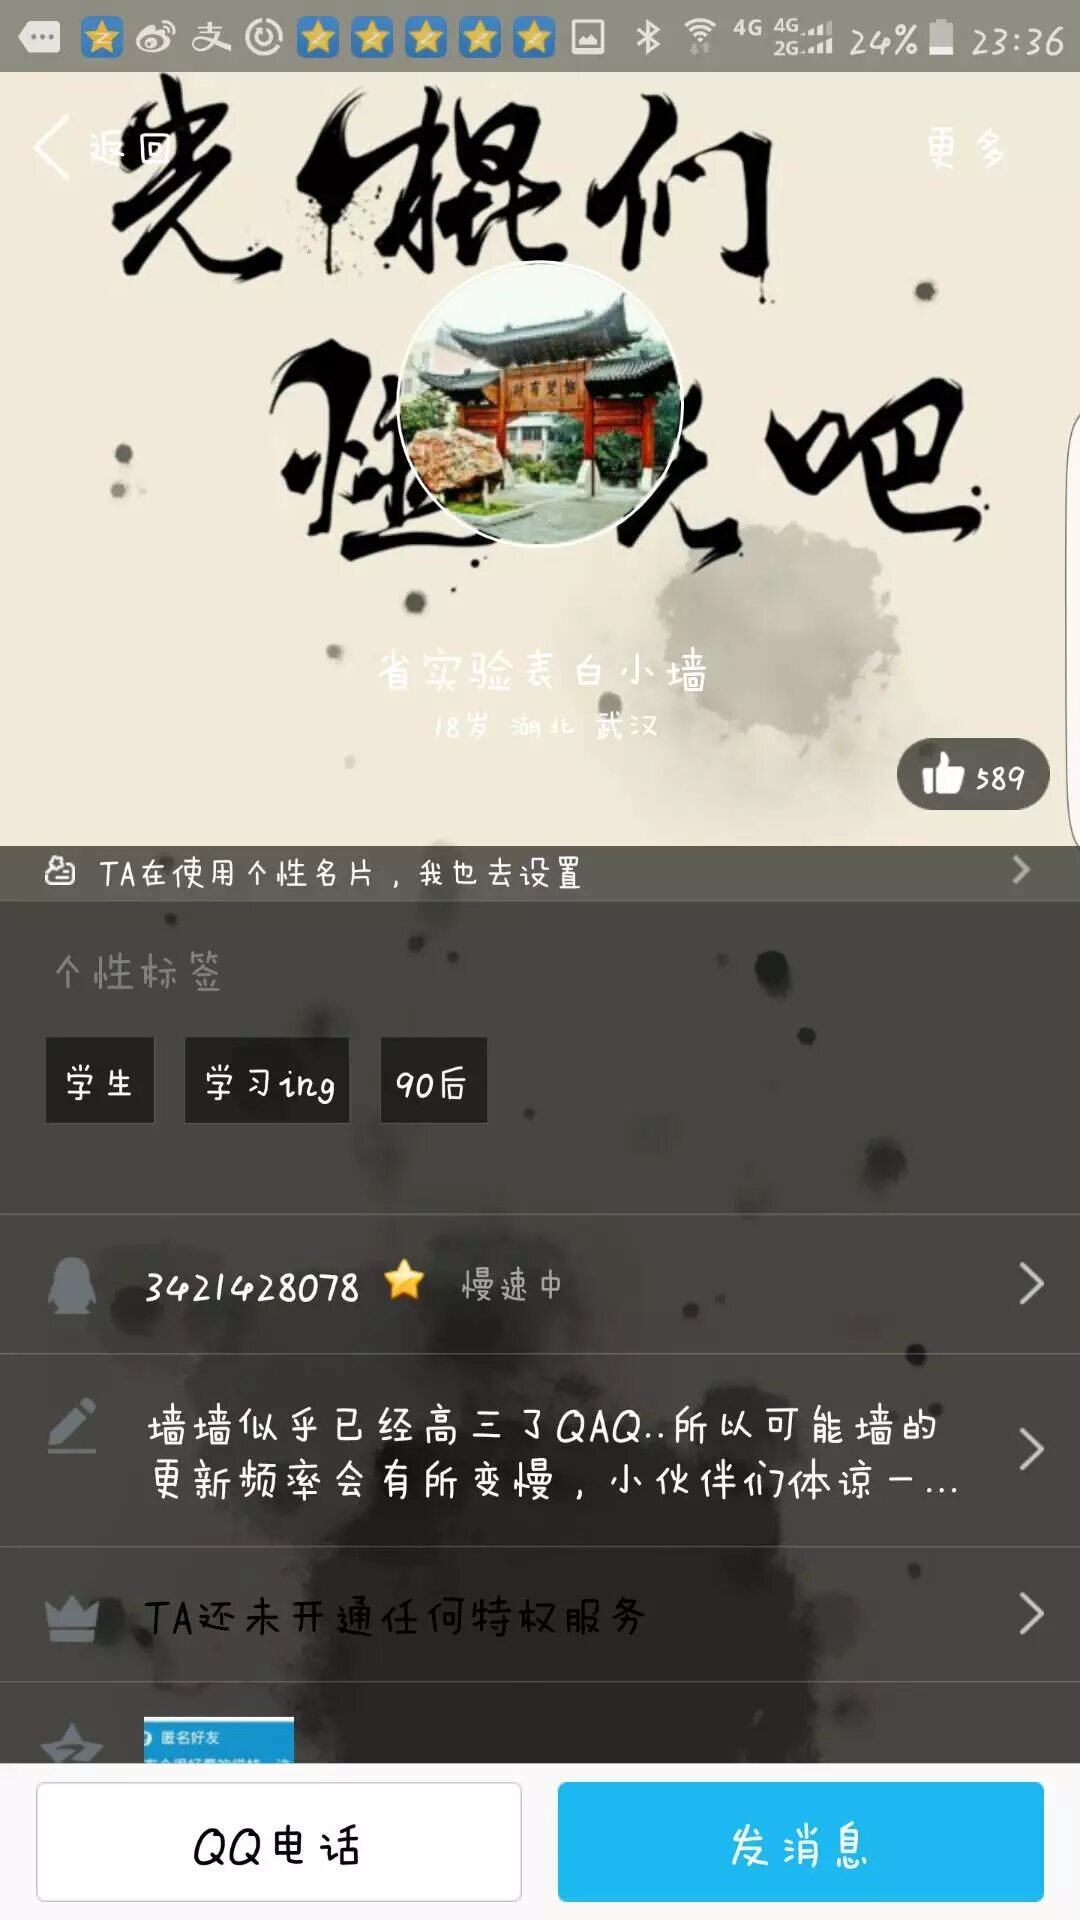 4G 4G 2G 24% 23:36
返回
更多
光棍们
吧
省实验表白小墙
18岁 湖北 武汉
589
TA在使用个性名片，我也去设置
个性标签
学生 学习ing 90后
3421428078 慢速中
墙墙似乎已经高三了QAQ..所以可能墙的
更新频率会有所变慢，小伙伴们体谅一...
TA还未开通任何特权服务
匿名好友
QQ电话
发消息